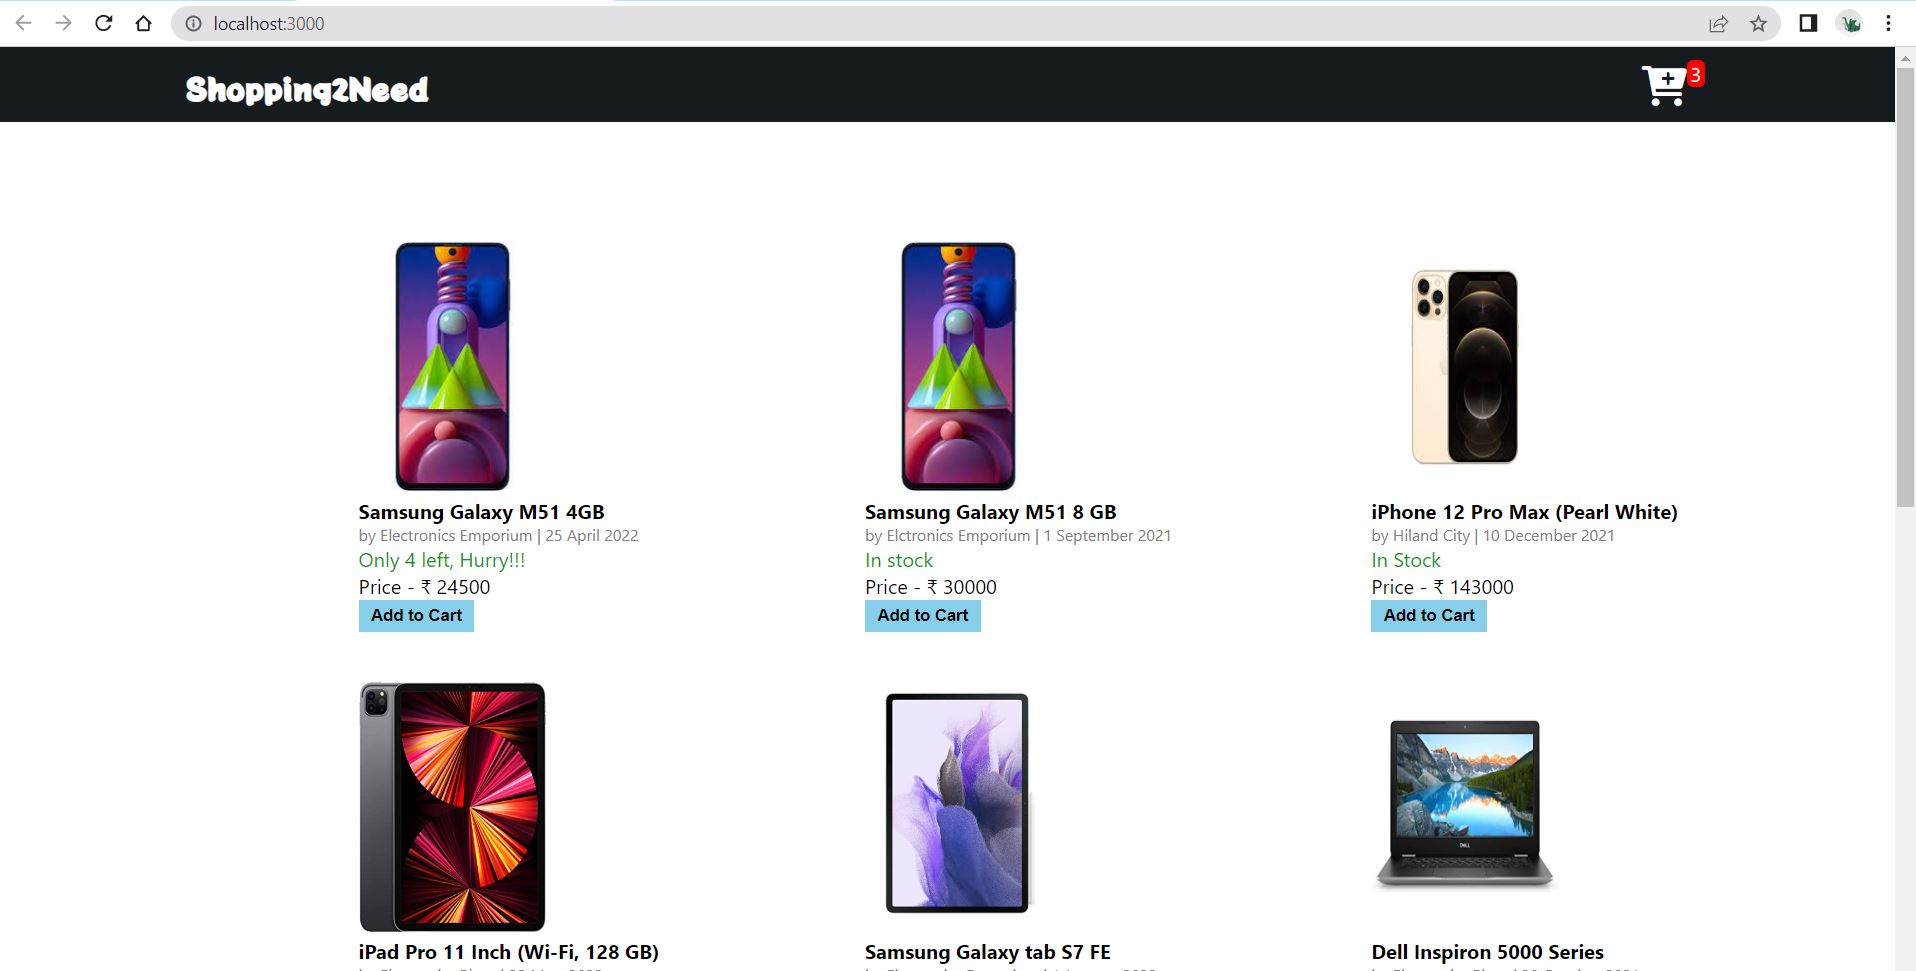 localhost:3000
Shopping2Need
3
Samsung Galaxy M51 4GB
by Electronics Emporium | 25 April 2022
Only 4 left, Hurry!!!
Price - ₹ 24500
Add to Cart
Samsung Galaxy M51 8 GB
by Elctronics Emporium | 1 September 2021
In stock
Price - ₹ 30000
Add to Cart
iPhone 12 Pro Max (Pearl White)
by Hiland City | 10 December 2021
In Stock
Price - ₹ 143000
Add to Cart
iPad Pro 11 Inch (Wi-Fi, 128 GB)
Samsung Galaxy tab S7 FE
DELL
Dell Inspiron 5000 Series